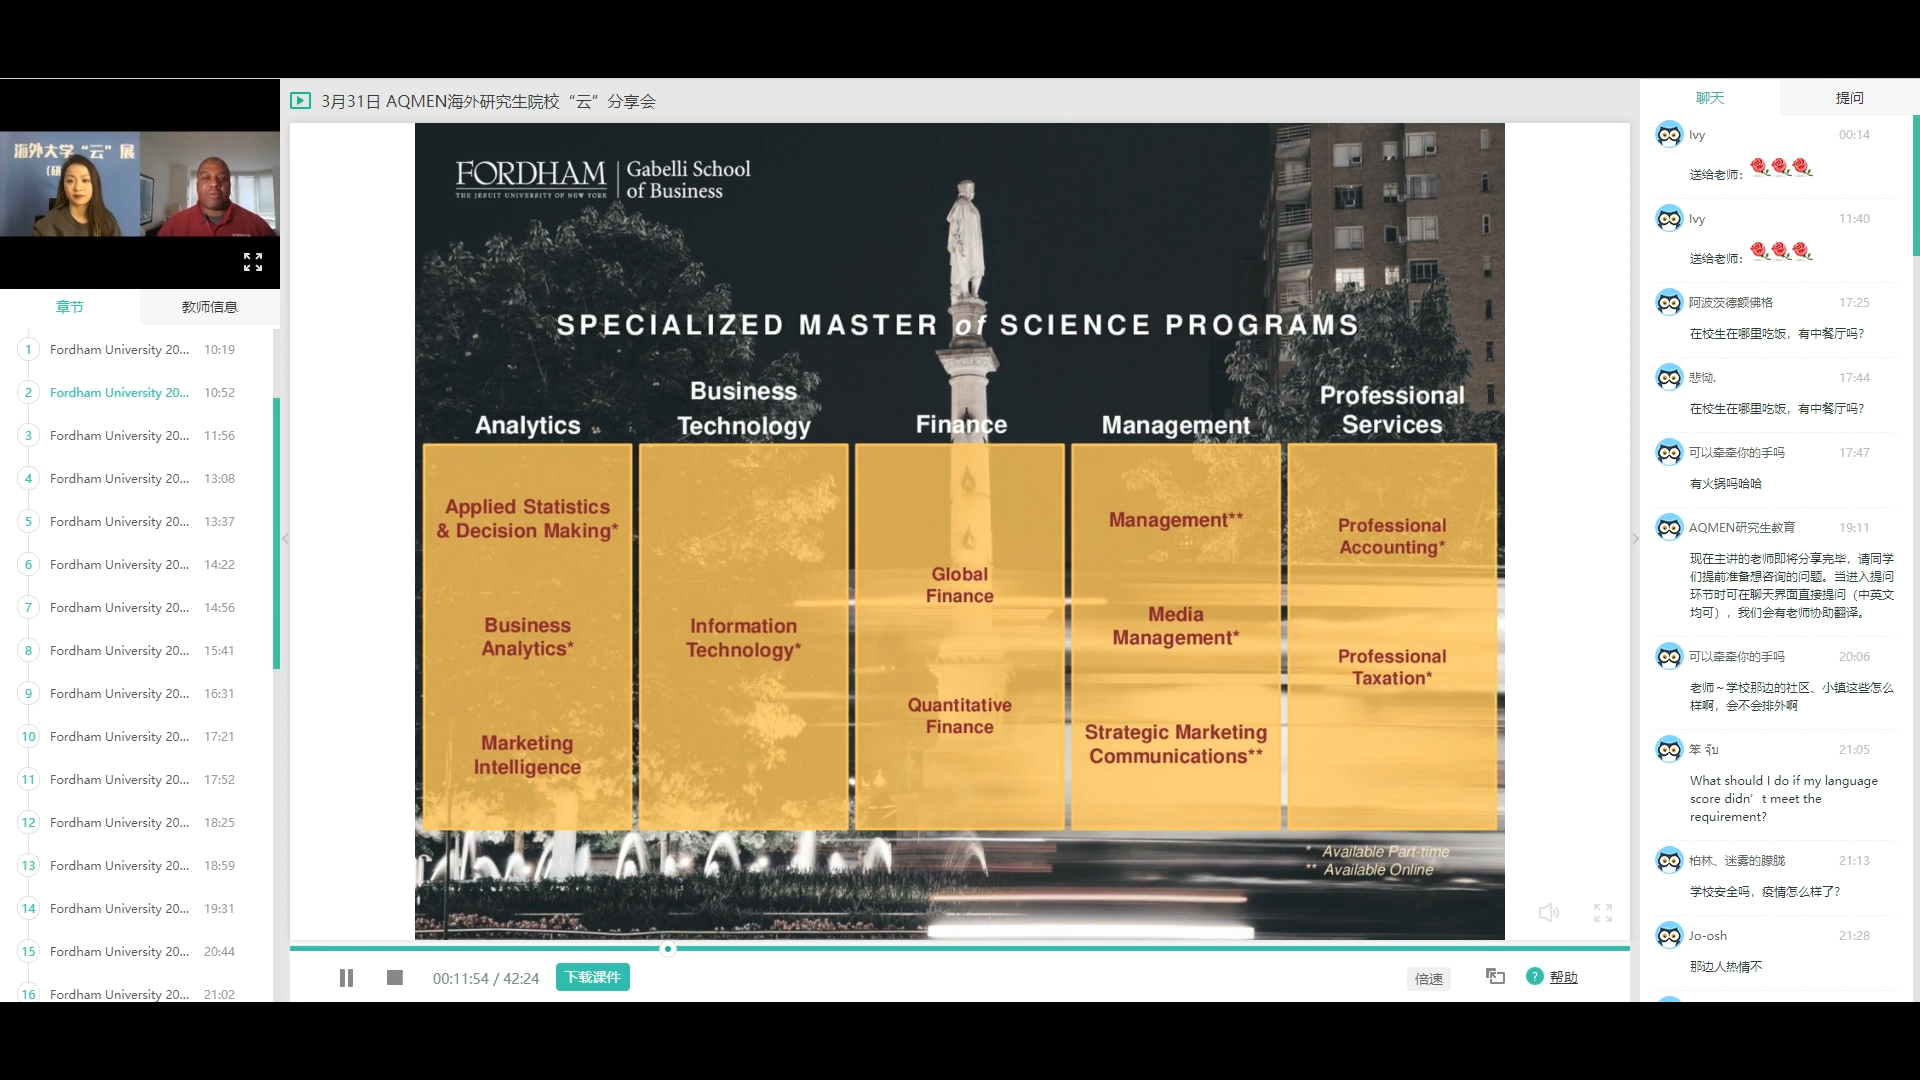 3月31日 AQMEN海外研究生院校“云”分享会
海外大学“云”展
章节
教师信息
1 Fordham University 20... 10:19
2 Fordham University 20... 10:52
3 Fordham University 20... 11:56
4 Fordham University 20... 13:08
5 Fordham University 20... 13:37
6 Fordham University 20... 14:22
7 Fordham University 20... 14:56
8 Fordham University 20... 15:41
9 Fordham University 20... 16:31
10 Fordham University 20... 17:21
11 Fordham University 20... 17:52
12 Fordham University 20... 18:25
13 Fordham University 20... 18:59
14 Fordham University 20... 19:31
15 Fordham University 20... 20:44
16 Fordham University 20... 21:02
FORDHAM
THE JESUIT UNIVERSITY OF NEW YORK
Gabelli School
of Business
SPECIALIZED MASTER of SCIENCE PROGRAMS
Analytics
Applied Statistics
& Decision Making*
Business
Analytics*
Marketing
Intelligence
Business
Technology
Information
Technology*
Finance
Global
Finance
Quantitative
Finance
Management
Management**
Media
Management*
Strategic Marketing
Communications**
Professional
Services
Professional
Accounting*
Professional
Taxation*
* Available Part-time
** Available Online
00:11:54 / 42:24
下载课件
倍速
? 帮助
聊天
提问
Ivy 00:14
送给老师:
Ivy 11:40
送给老师:
阿波茨德额佛格 17:25
在校生在哪里吃饭，有中餐厅吗?
悲恸. 17:44
在校生在哪里吃饭，有中餐厅吗?
可以牵牵你的手吗 17:47
有火锅吗哈哈
AQMEN研究生教育 19:11
现在主讲的老师即将分享完毕，请同学
们提前准备想咨询的问题。当进入提问
环节时可在聊天界面直接提问（中英文
均可），我们会有老师协助翻译。
可以牵牵你的手吗 20:06
老师～学校那边的社区、小镇这些怎么
样啊，会不会排外啊
笨 21:05
What should I do if my language
score didn’t meet the
requirement?
柏林、迷雾的朦胧 21:13
学校安全吗，疫情怎么样了?
Jo-osh 21:28
那边人热情不